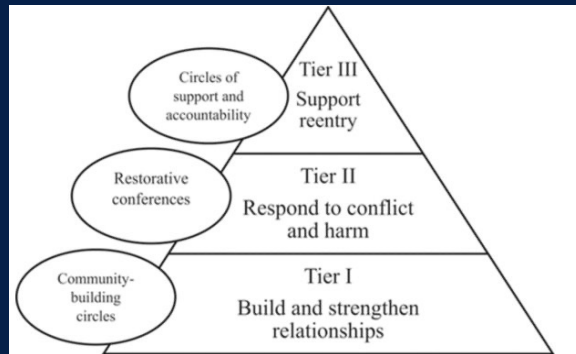 Tier III
Support
reentry
Circles of
support and
accountability
Tier II
Respond to conflict
and harm
Restorative
conferences
Tier I
Build and strengthen
relationships
Community-
building
circles